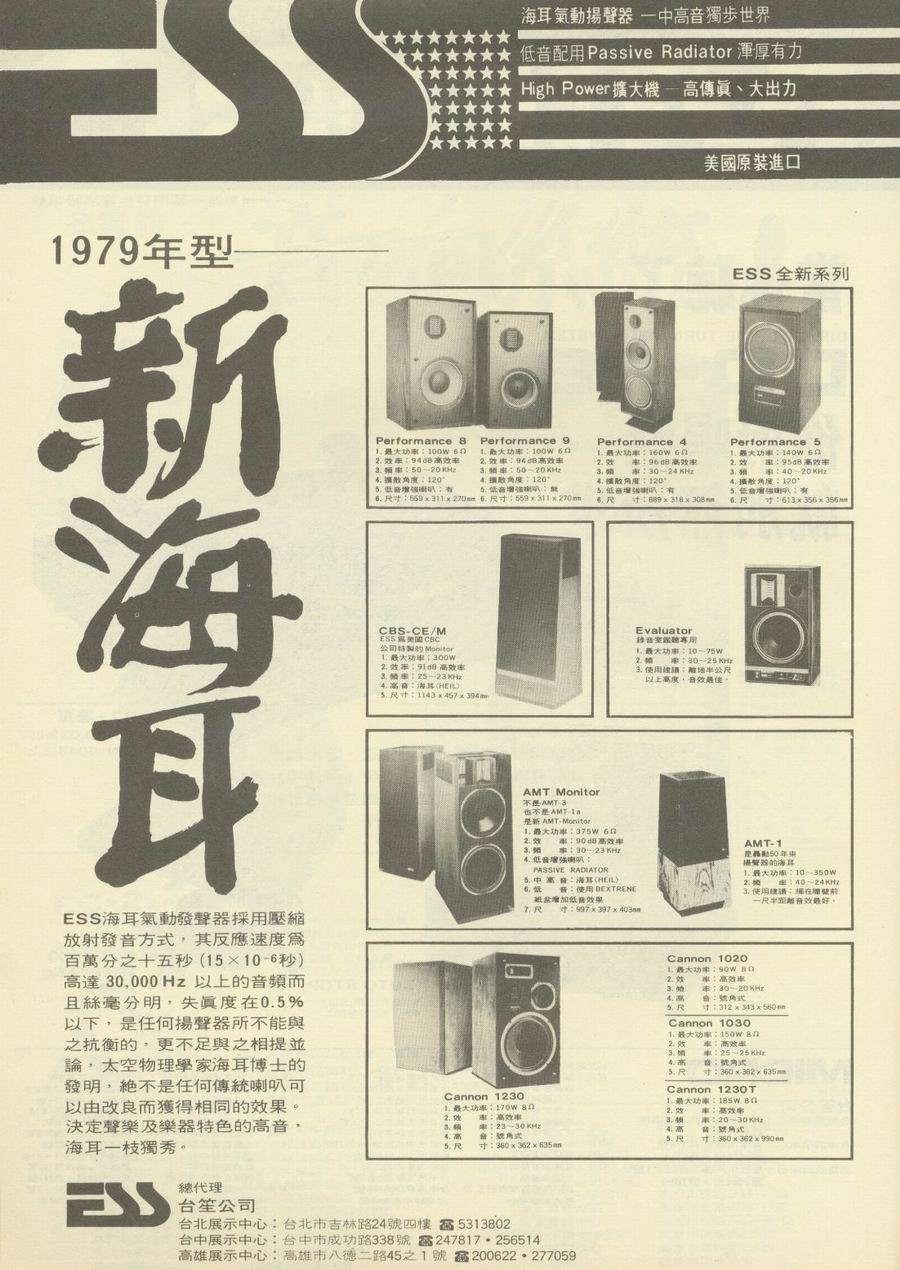 ESS
海耳氣動揚聲器 —中高音獨步世界
低音配用Passive Radiator 渾厚有力
High Power擴大機— 高傳眞、大出力
美國原裝進口
1979年型
新海耳
ESS全新系列
Performance 8
1. 最大功率：100W 6Ω
2. 效率：94dB高效率
3. 頻率：50～20KHz
4. 擴散角度：120°
5. 低音增強喇叭：有
6. 尺寸：559 x 311 x 270mm
Performance 9
1. 最大功率：100W 6Ω
2. 效率：94dB高效率
3. 頻率：50～20KHz
4. 擴散角度：120°
5. 低音增強喇叭：無
6. 尺寸：559 x 311 x 270mm
Performance 4
1. 最大功率：160W 6Ω
2. 效 率：96dB高效率
3. 頻 率：30～24KHz
4. 擴散角度：120°
5. 低音增強喇叭：有
6. 尺 寸：889 x 318 x 308mm
Performance 5
1. 最大功率：140W 6Ω
2. 效 率：95dB高效率
3. 頻 率：40～20KHz
4. 擴散角度：120°
5. 低音增強喇叭：有
6. 尺 寸：613 x 356 x 356mm
CBS-CE/M
ESS爲美國CBC
公司特製的Monitor
1. 最大功率：300W
2. 效率：91dB高效率
3. 頻率：25～23KHz
4. 高音：海耳(HEIL)
5. 尺寸：1143 x 457 x 394mm
Evaluator
錄音室鑑聽專用
1. 最大功率：10～75W
2. 頻 率：30～25KHz
3. 使用建議：離地半公尺
以上高度，音效最佳。
AMT Monitor
不是AMT-3
也不是AMT-1a
是新AMT-Monitor
1. 最大功率：375W 6Ω
2. 效 率：90dB高效率
3. 頻 率：30～23KHz
4. 低音增強喇叭：
PASSIVE RADIATOR
5. 中 高 音：海耳(HEIL)
6. 低 音：使用BEXTRENE
紙盆增加低音效果
7. 尺 寸：997 x 397 x 403mm
AMT-1
是轟動50年來
揚聲器的海耳
1. 最大功率：10～350W
2. 頻 率：40～24KHz
3. 使用建議：擺在牆壁前
一尺半距離音效最好。
Cannon 1230
1. 最大功率：170W 8Ω
2. 效 率：高效率
3. 頻 率：23～30KHz
4. 高 音：號角式
5. 尺 寸：360 x 362 x 635mm
Cannon 1020
1. 最大功率：90W 8Ω
2. 效 率：高效率
3. 頻 率：30～20KHz
4. 高 音：號角式
5. 尺 寸：312 x 343 x 560mm
Cannon 1030
1. 最大功率：150W 8Ω
2. 效 率：高效率
3. 頻 率：25～25KHz
4. 高 音：號角式
5. 尺 寸：360 x 362 x 635mm
Cannon 1230T
1. 最大功率：185W 8Ω
2. 效 率：高效率
3. 頻 率：20～30KHz
4. 高 音：號角式
5. 尺 寸：360 x 362 x 990mm
ESS海耳氣動發聲器採用壓縮
放射發音方式，其反應速度爲
百萬分之十五秒(15×10⁻⁶秒)
高達 30,000Hz 以上的音頻而
且絲毫分明，失眞度在0.5%
以下，是任何揚聲器所不能與
之抗衡的，更不足與之相提並
論，太空物理學家海耳博士的
發明，絕不是任何傳統喇叭可
以由改良而獲得相同的效果。
決定聲樂及樂器特色的高音，
海耳一枝獨秀。
ESS
總代理
台笙公司
台北展示中心：台北市吉林路24號四樓 ☎5313802
台中展示中心：台中市成功路338號 ☎247817・256514
高雄展示中心：高雄市八德二路45之1號 ☎200622・277059